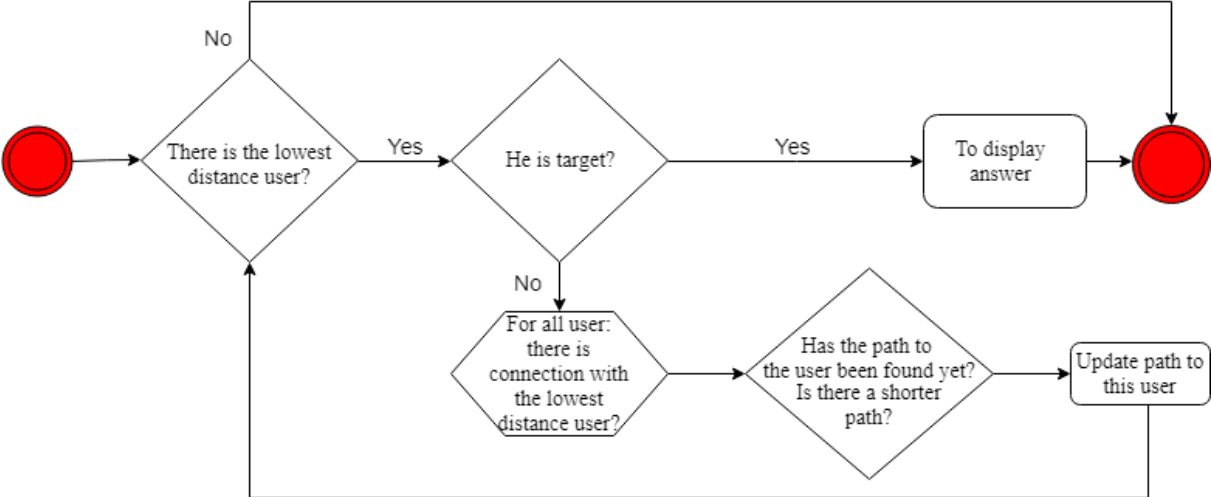 No
There is the lowest
distance user?
Yes
He is target?
Yes
To display
answer
No
For all user:
there is
connection with
the lowest
distance user?
Has the path to
the user been found yet?
Is there a shorter
path?
Update path to
this user